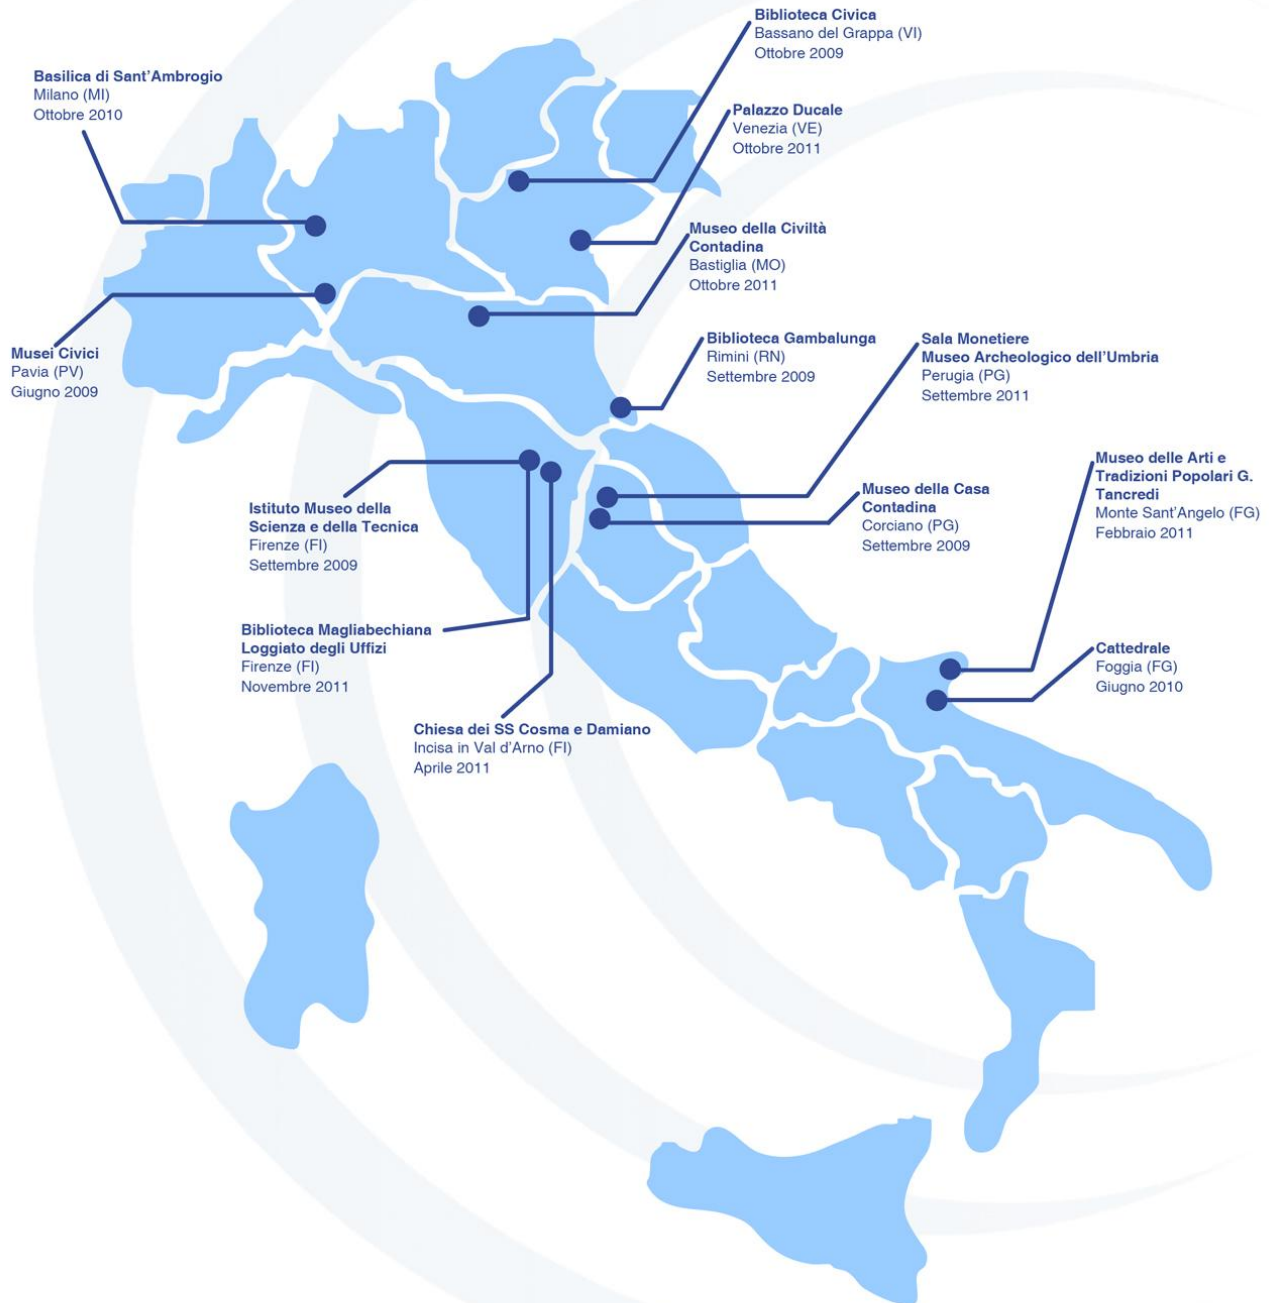 Biblioteca Civica
Bassano del Grappa (VI)
Ottobre 2009
Basilica di Sant'Ambrogio
Milano (MI)
Ottobre 2010
Palazzo Ducale
Venezia (VE)
Ottobre 2011
Museo della Civiltà
Contadina
Bastiglia (MO)
Ottobre 2011
Musei Civici
Pavia (PV)
Giugno 2009
Biblioteca Gambalunga
Rimini (RN)
Settembre 2009
Sala Monetiere
Museo Archeologico dell'Umbria
Perugia (PG)
Settembre 2011
Museo delle Arti e
Tradizioni Popolari G.
Tancredi
Monte Sant'Angelo (FG)
Febbraio 2011
Museo della Casa
Contadina
Corciano (PG)
Settembre 2009
Istituto Museo della
Scienza e della Tecnica
Firenze (FI)
Settembre 2009
Biblioteca Magliabechiana
Loggiato degli Uffizi
Firenze (FI)
Novembre 2011
Cattedrale
Foggia (FG)
Giugno 2010
Chiesa dei SS Cosma e Damiano
Incisa in Val d'Arno (FI)
Aprile 2011